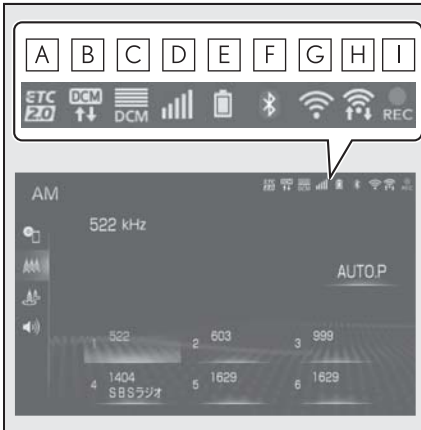 A B C D E F G H I
ETC 2.0 DCM DCM REC
AM
522 kHz
AUTO.P
1 522 2 603 3 999
4 1404 SBSラジオ 5 1629 6 1629